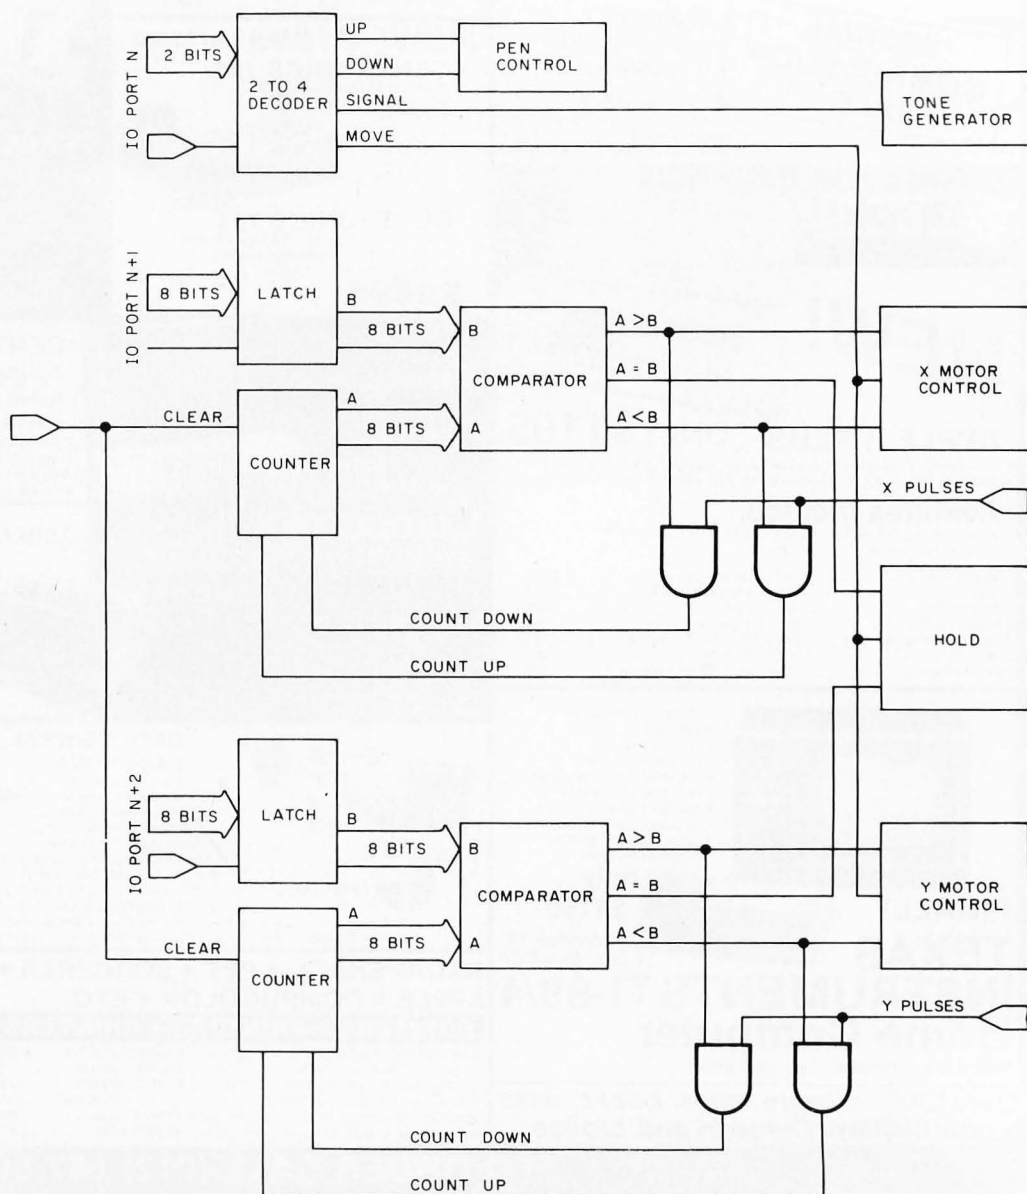 IO PORT N
2 BITS
2 TO 4
DECODER
UP
DOWN
SIGNAL
MOVE
PEN
CONTROL
TONE
GENERATOR
IO PORT N+1
8 BITS
LATCH
B
8 BITS
B
COMPARATOR
A > B
A = B
A < B
X MOTOR
CONTROL
CLEAR
COUNTER
A
8 BITS
A
X PULSES
COUNT DOWN
COUNT UP
HOLD
IO PORT N+2
8 BITS
LATCH
B
8 BITS
B
COMPARATOR
A > B
A = B
A < B
Y MOTOR
CONTROL
CLEAR
COUNTER
A
8 BITS
A
Y PULSES
COUNT DOWN
COUNT UP